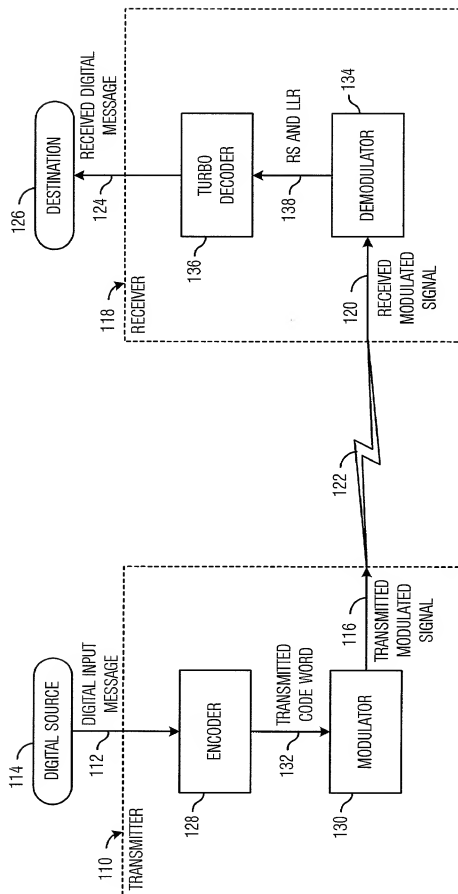 114
DIGITAL SOURCE
110
TRANSMITTER
DIGITAL INPUT
MESSAGE
112
ENCODER
128
TRANSMITTED
CODE WORD
132
MODULATOR
130
116
TRANSMITTED
MODULATED
SIGNAL
122
126
DESTINATION
118
RECEIVER
RECEIVED DIGITAL
MESSAGE
124
TURBO
DECODER
136
RS AND LLR
138
DEMODULATOR
134
120
RECEIVED
MODULATED
SIGNAL